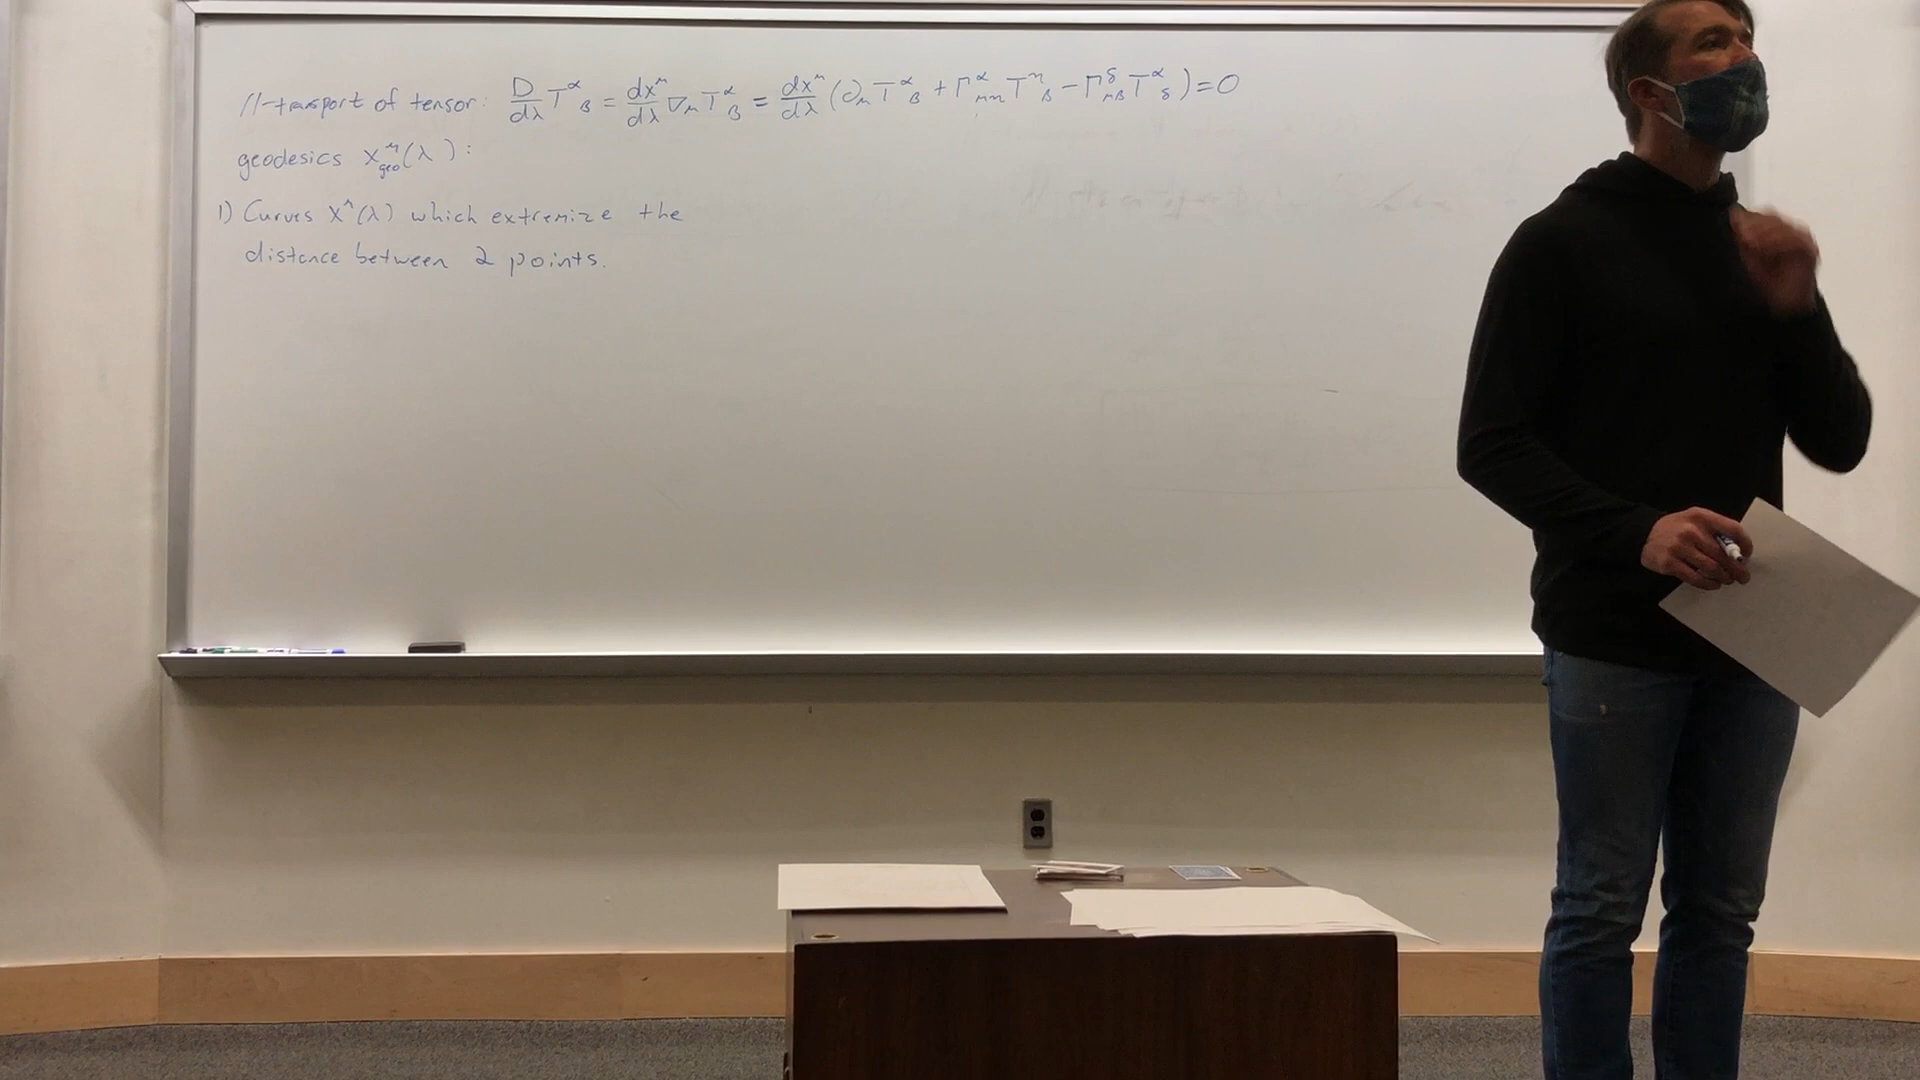 //-transport of tensor: D/dλ T^α_β = dx^μ/dλ ∇_μ T^α_β = dx^μ/dλ (∂_μ T^α_β + Γ^α_μη T^η_β - Γ^δ_μβ T^α_δ) = 0
geodesics x^μ_geo(λ):
1) Curves x^μ(λ) which extremize the
distance between 2 points.